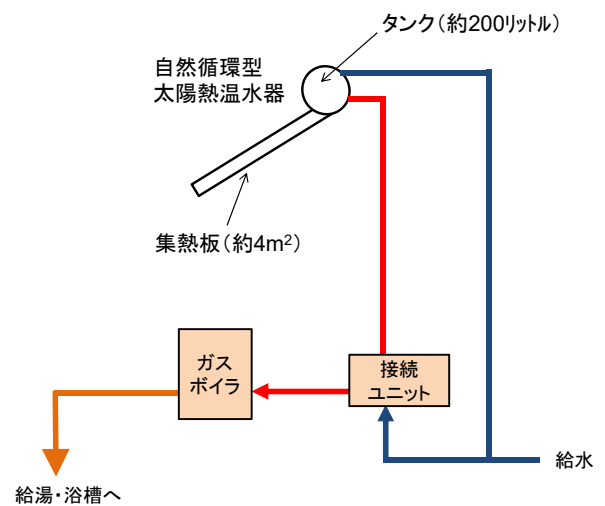 タンク（約200リットル）
自然循環型
太陽熱温水器
集熱板（約4m²）
ガス
ボイラ
接続
ユニット
給水
給湯・浴槽へ